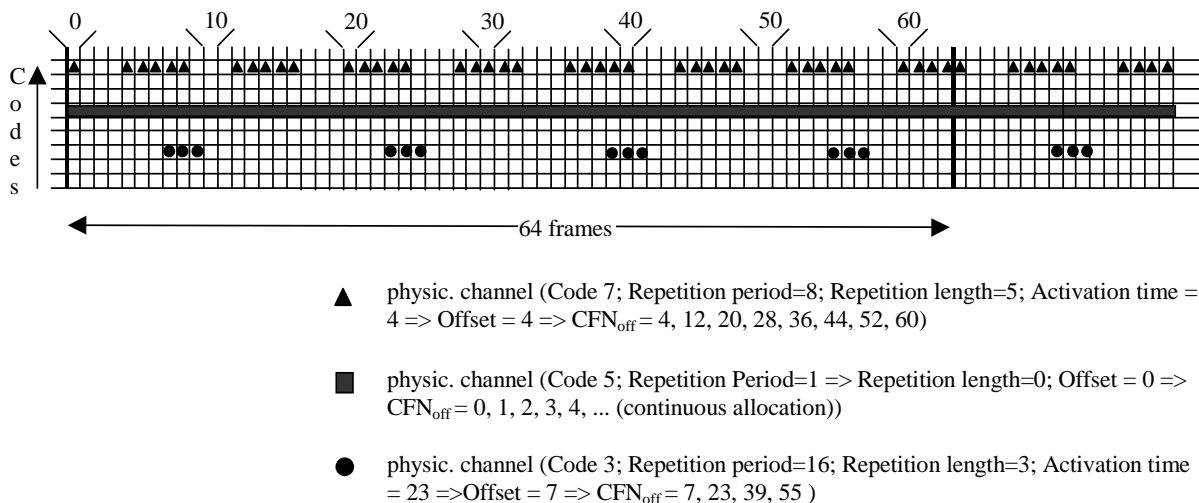 0 10 20 30 40 50 60
C
o
d
e
s
64 frames
physic. channel (Code 7; Repetition period=8; Repetition length=5; Activation time =
4 => Offset = 4 => CFNoff = 4, 12, 20, 28, 36, 44, 52, 60)
physic. channel (Code 5; Repetition Period=1 => Repetition length=0; Offset = 0 =>
CFNoff = 0, 1, 2, 3, 4, ... (continuous allocation))
physic. channel (Code 3; Repetition period=16; Repetition length=3; Activation time
= 23 =>Offset = 7 => CFNoff = 7, 23, 39, 55 )